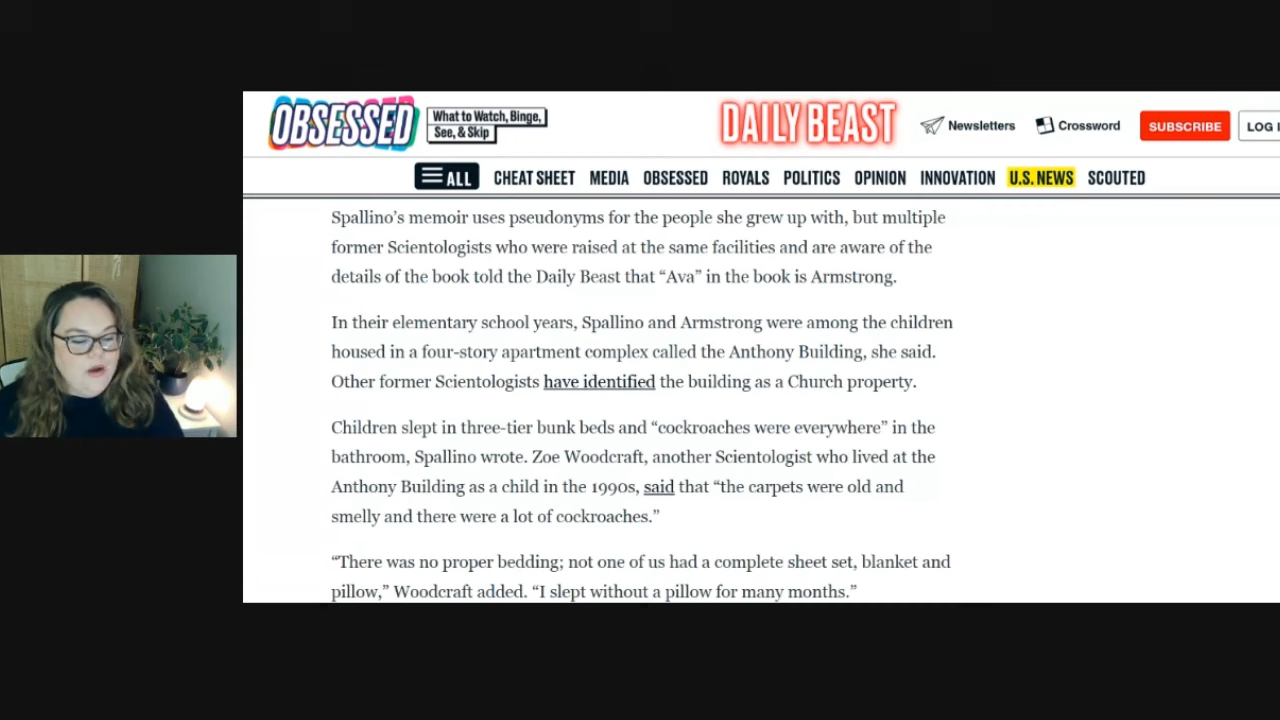 OBSESSED
What to Watch, Binge,
See, & Skip
DAILY BEAST
Newsletters
Crossword
SUBSCRIBE
LOG
ALL
CHEAT SHEET
MEDIA
OBSESSED
ROYALS
POLITICS
OPINION
INNOVATION
U.S. NEWS
SCOUTED
Spallino’s memoir uses pseudonyms for the people she grew up with, but multiple
former Scientologists who were raised at the same facilities and are aware of the
details of the book told the Daily Beast that “Ava” in the book is Armstrong.
In their elementary school years, Spallino and Armstrong were among the children
housed in a four-story apartment complex called the Anthony Building, she said.
Other former Scientologists have identified the building as a Church property.
Children slept in three-tier bunk beds and “cockroaches were everywhere” in the
bathroom, Spallino wrote. Zoe Woodcraft, another Scientologist who lived at the
Anthony Building as a child in the 1990s, said that “the carpets were old and
smelly and there were a lot of cockroaches.”
“There was no proper bedding; not one of us had a complete sheet set, blanket and
pillow,” Woodcraft added. “I slept without a pillow for many months.”